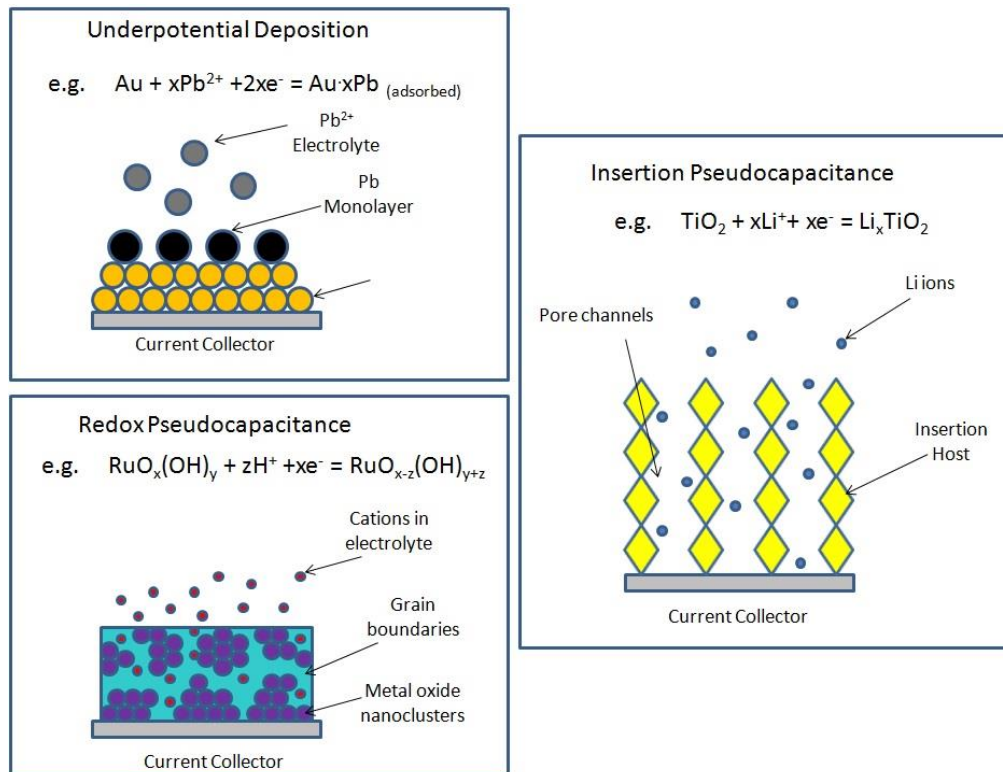 Underpotential Deposition
e.g. Au + xPb²⁺ +2xe⁻ = Au·xPb (adsorbed)
Pb²⁺
Electrolyte
Pb
Monolayer
Current Collector
Redox Pseudocapacitance
e.g. RuOₓ(OH)ᵧ + zH⁺ +xe⁻ = RuOₓ₋z(OH)ᵧ₊z
Cations in
electrolyte
Grain
boundaries
Metal oxide
nanoclusters
Current Collector
Insertion Pseudocapacitance
e.g. TiO₂ + xLi⁺+ xe⁻ = LiₓTiO₂
Li ions
Pore channels
Insertion
Host
Current Collector